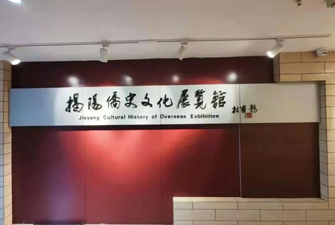 揭陽僑史文化展覽館
Jieyang Cultural History of Overseas Exhibition